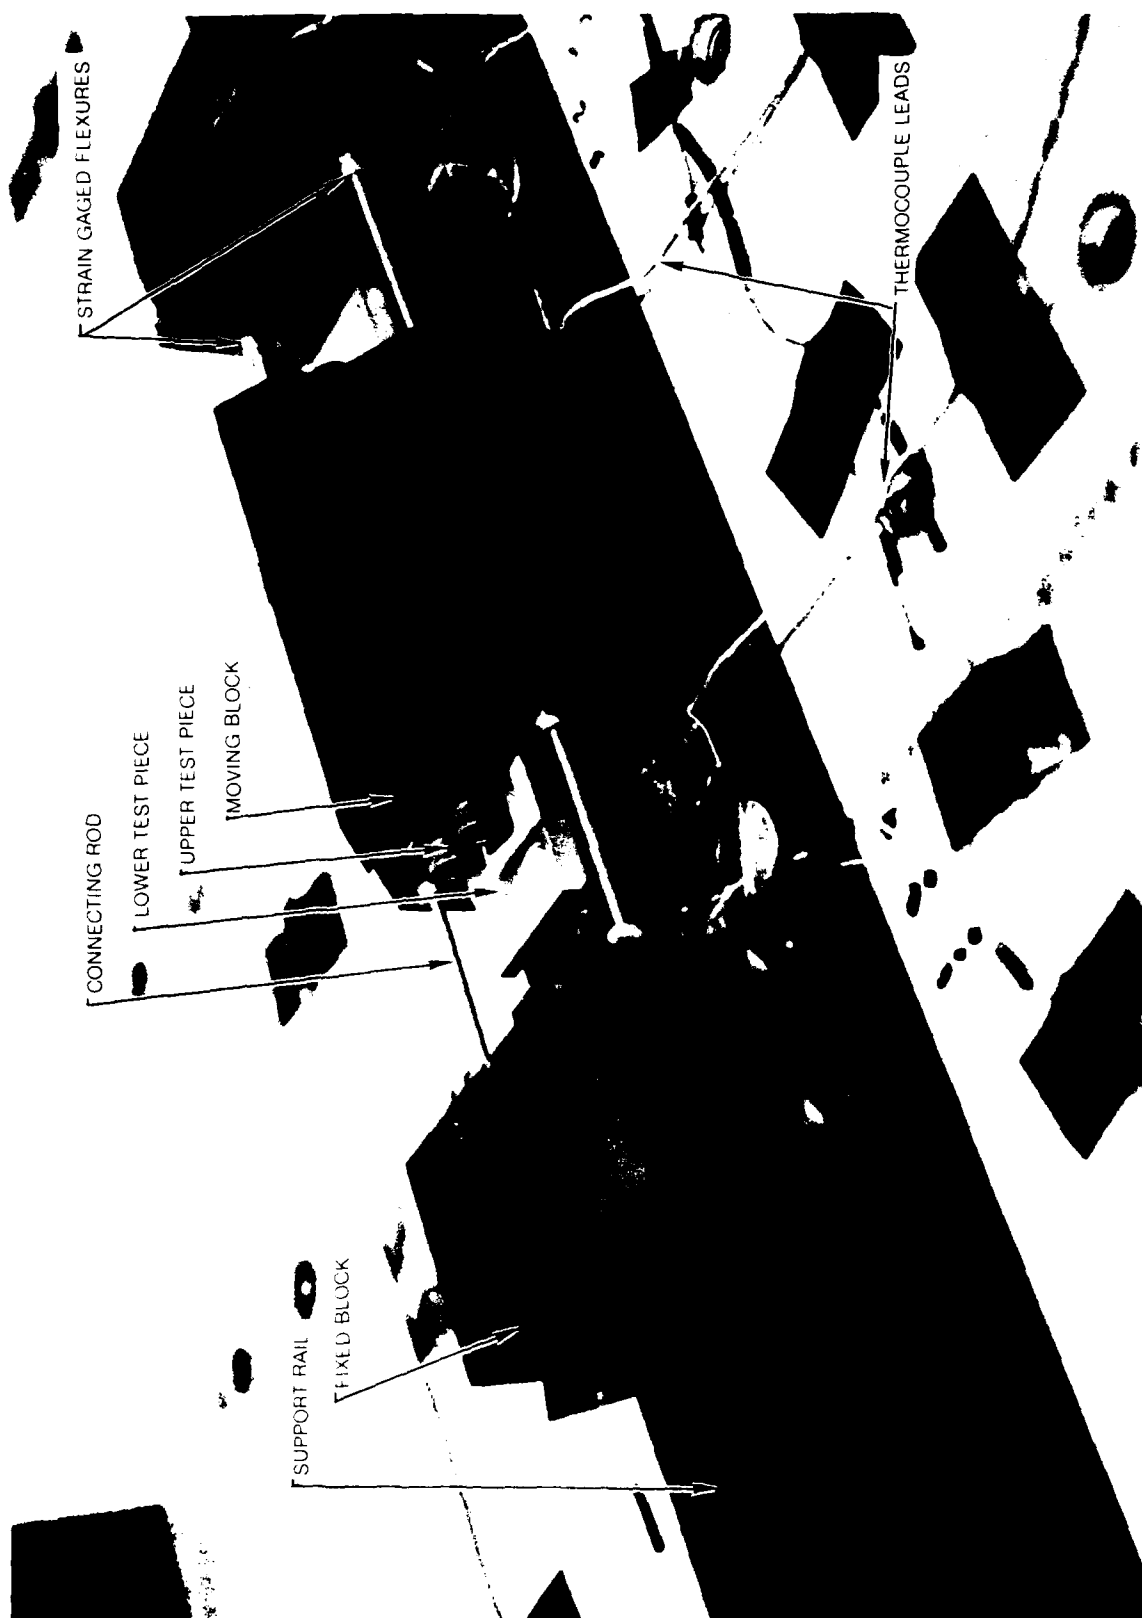 STRAIN GAGED FLEXURES
THERMOCOUPLE LEADS
CONNECTING ROD
LOWER TEST PIECE
UPPER TEST PIECE
MOVING BLOCK
SUPPORT RAIL
FIXED BLOCK